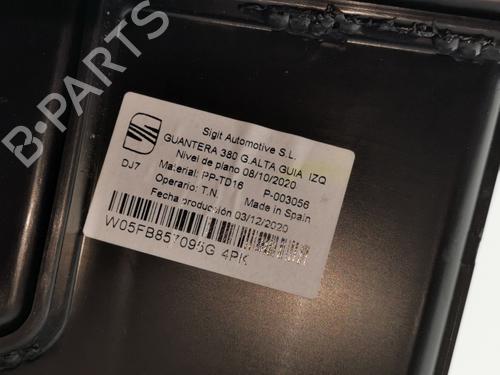 Sigit Automotive S.L.
GUANTERA 380 G.ALTA GUIA IZQ
Nivel de plano 08/10/2020
Material: PP-TD16 P-003056
Operario: T.N. Made in Spain
Fecha producción 03/12/2020
DJ7
W05FB857095G 4PK
B-PARTS